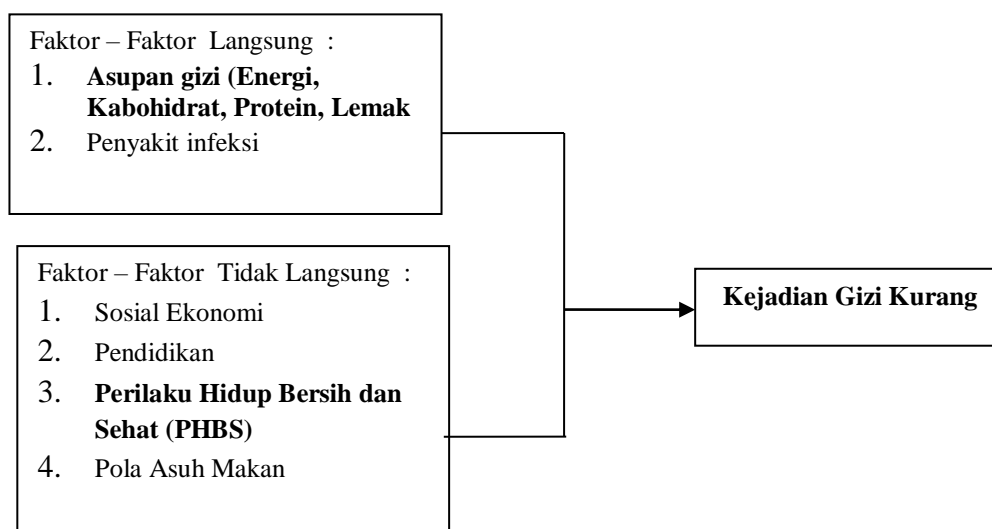 Faktor – Faktor Langsung :
1. Asupan gizi (Energi,
Kabohidrat, Protein, Lemak
2. Penyakit infeksi
Faktor – Faktor Tidak Langsung :
1. Sosial Ekonomi
2. Pendidikan
3. Perilaku Hidup Bersih dan
Sehat (PHBS)
4. Pola Asuh Makan
Kejadian Gizi Kurang